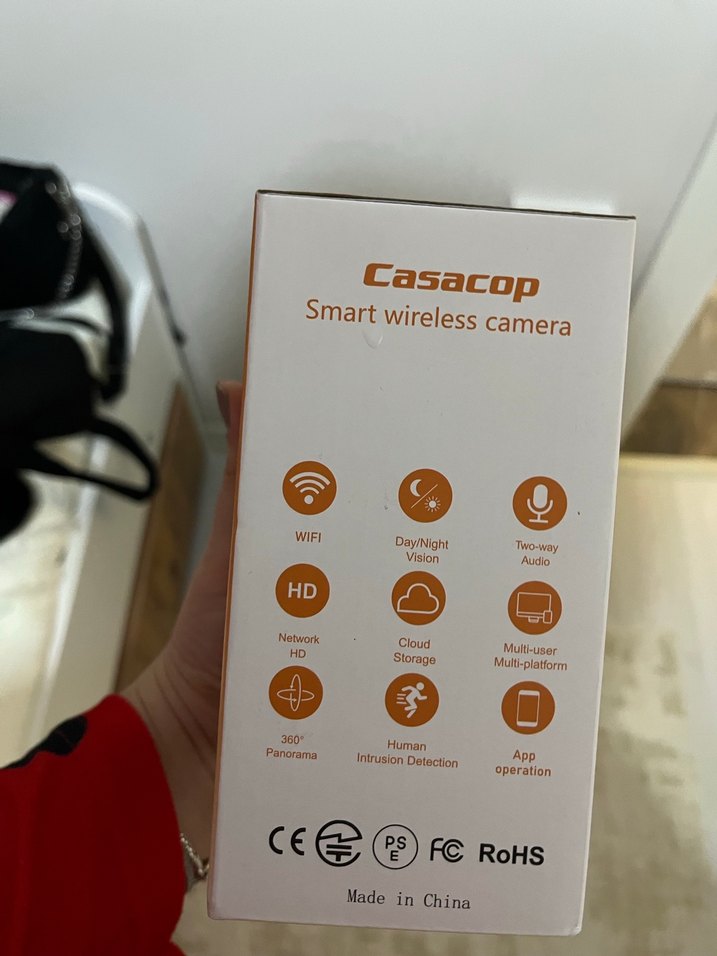 Casacop
Smart wireless camera
WIFI
Day/Night
Vision
Two-way
Audio
HD
Network
HD
Cloud
Storage
Multi-user
Multi-platform
360°
Panorama
Human
Intrusion Detection
App
operation
CE PS E FC RoHS
Made in China